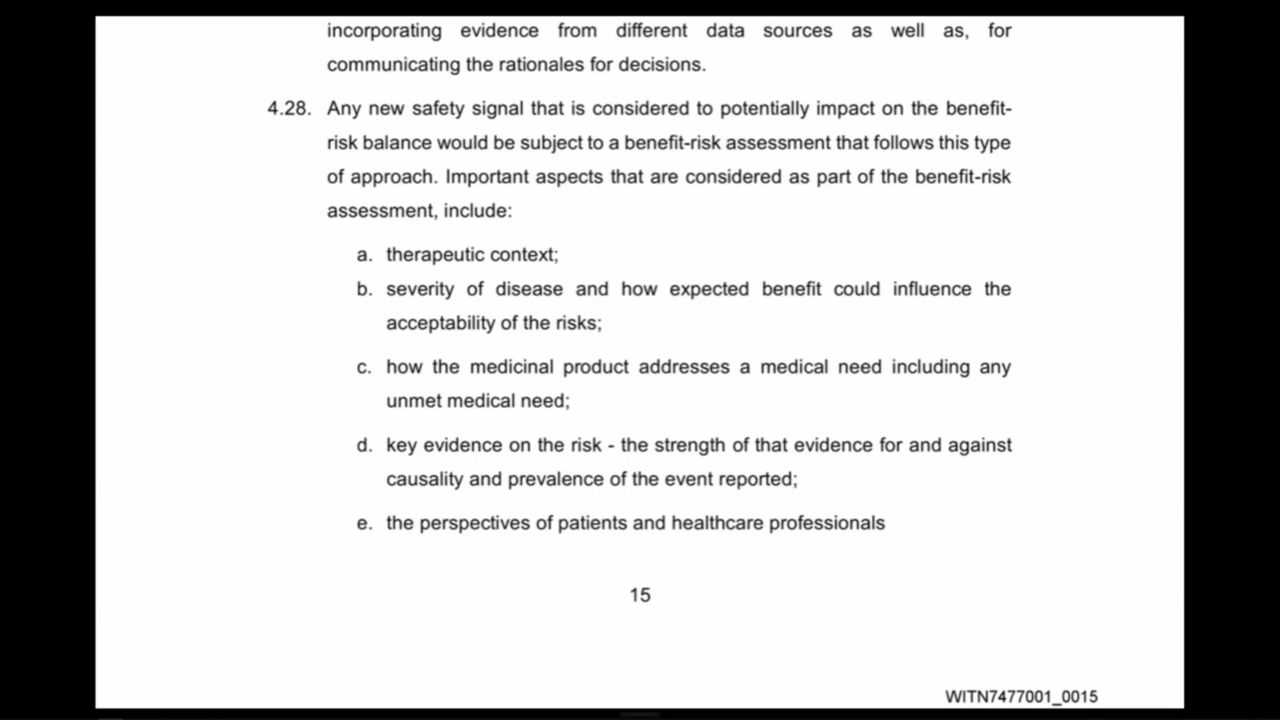 incorporating evidence from different data sources as well as, for
communicating the rationales for decisions.
4.28. Any new safety signal that is considered to potentially impact on the benefit-
risk balance would be subject to a benefit-risk assessment that follows this type
of approach. Important aspects that are considered as part of the benefit-risk
assessment, include:
a. therapeutic context;
b. severity of disease and how expected benefit could influence the
acceptability of the risks;
c. how the medicinal product addresses a medical need including any
unmet medical need;
d. key evidence on the risk - the strength of that evidence for and against
causality and prevalence of the event reported;
e. the perspectives of patients and healthcare professionals
15
WITN7477001_0015